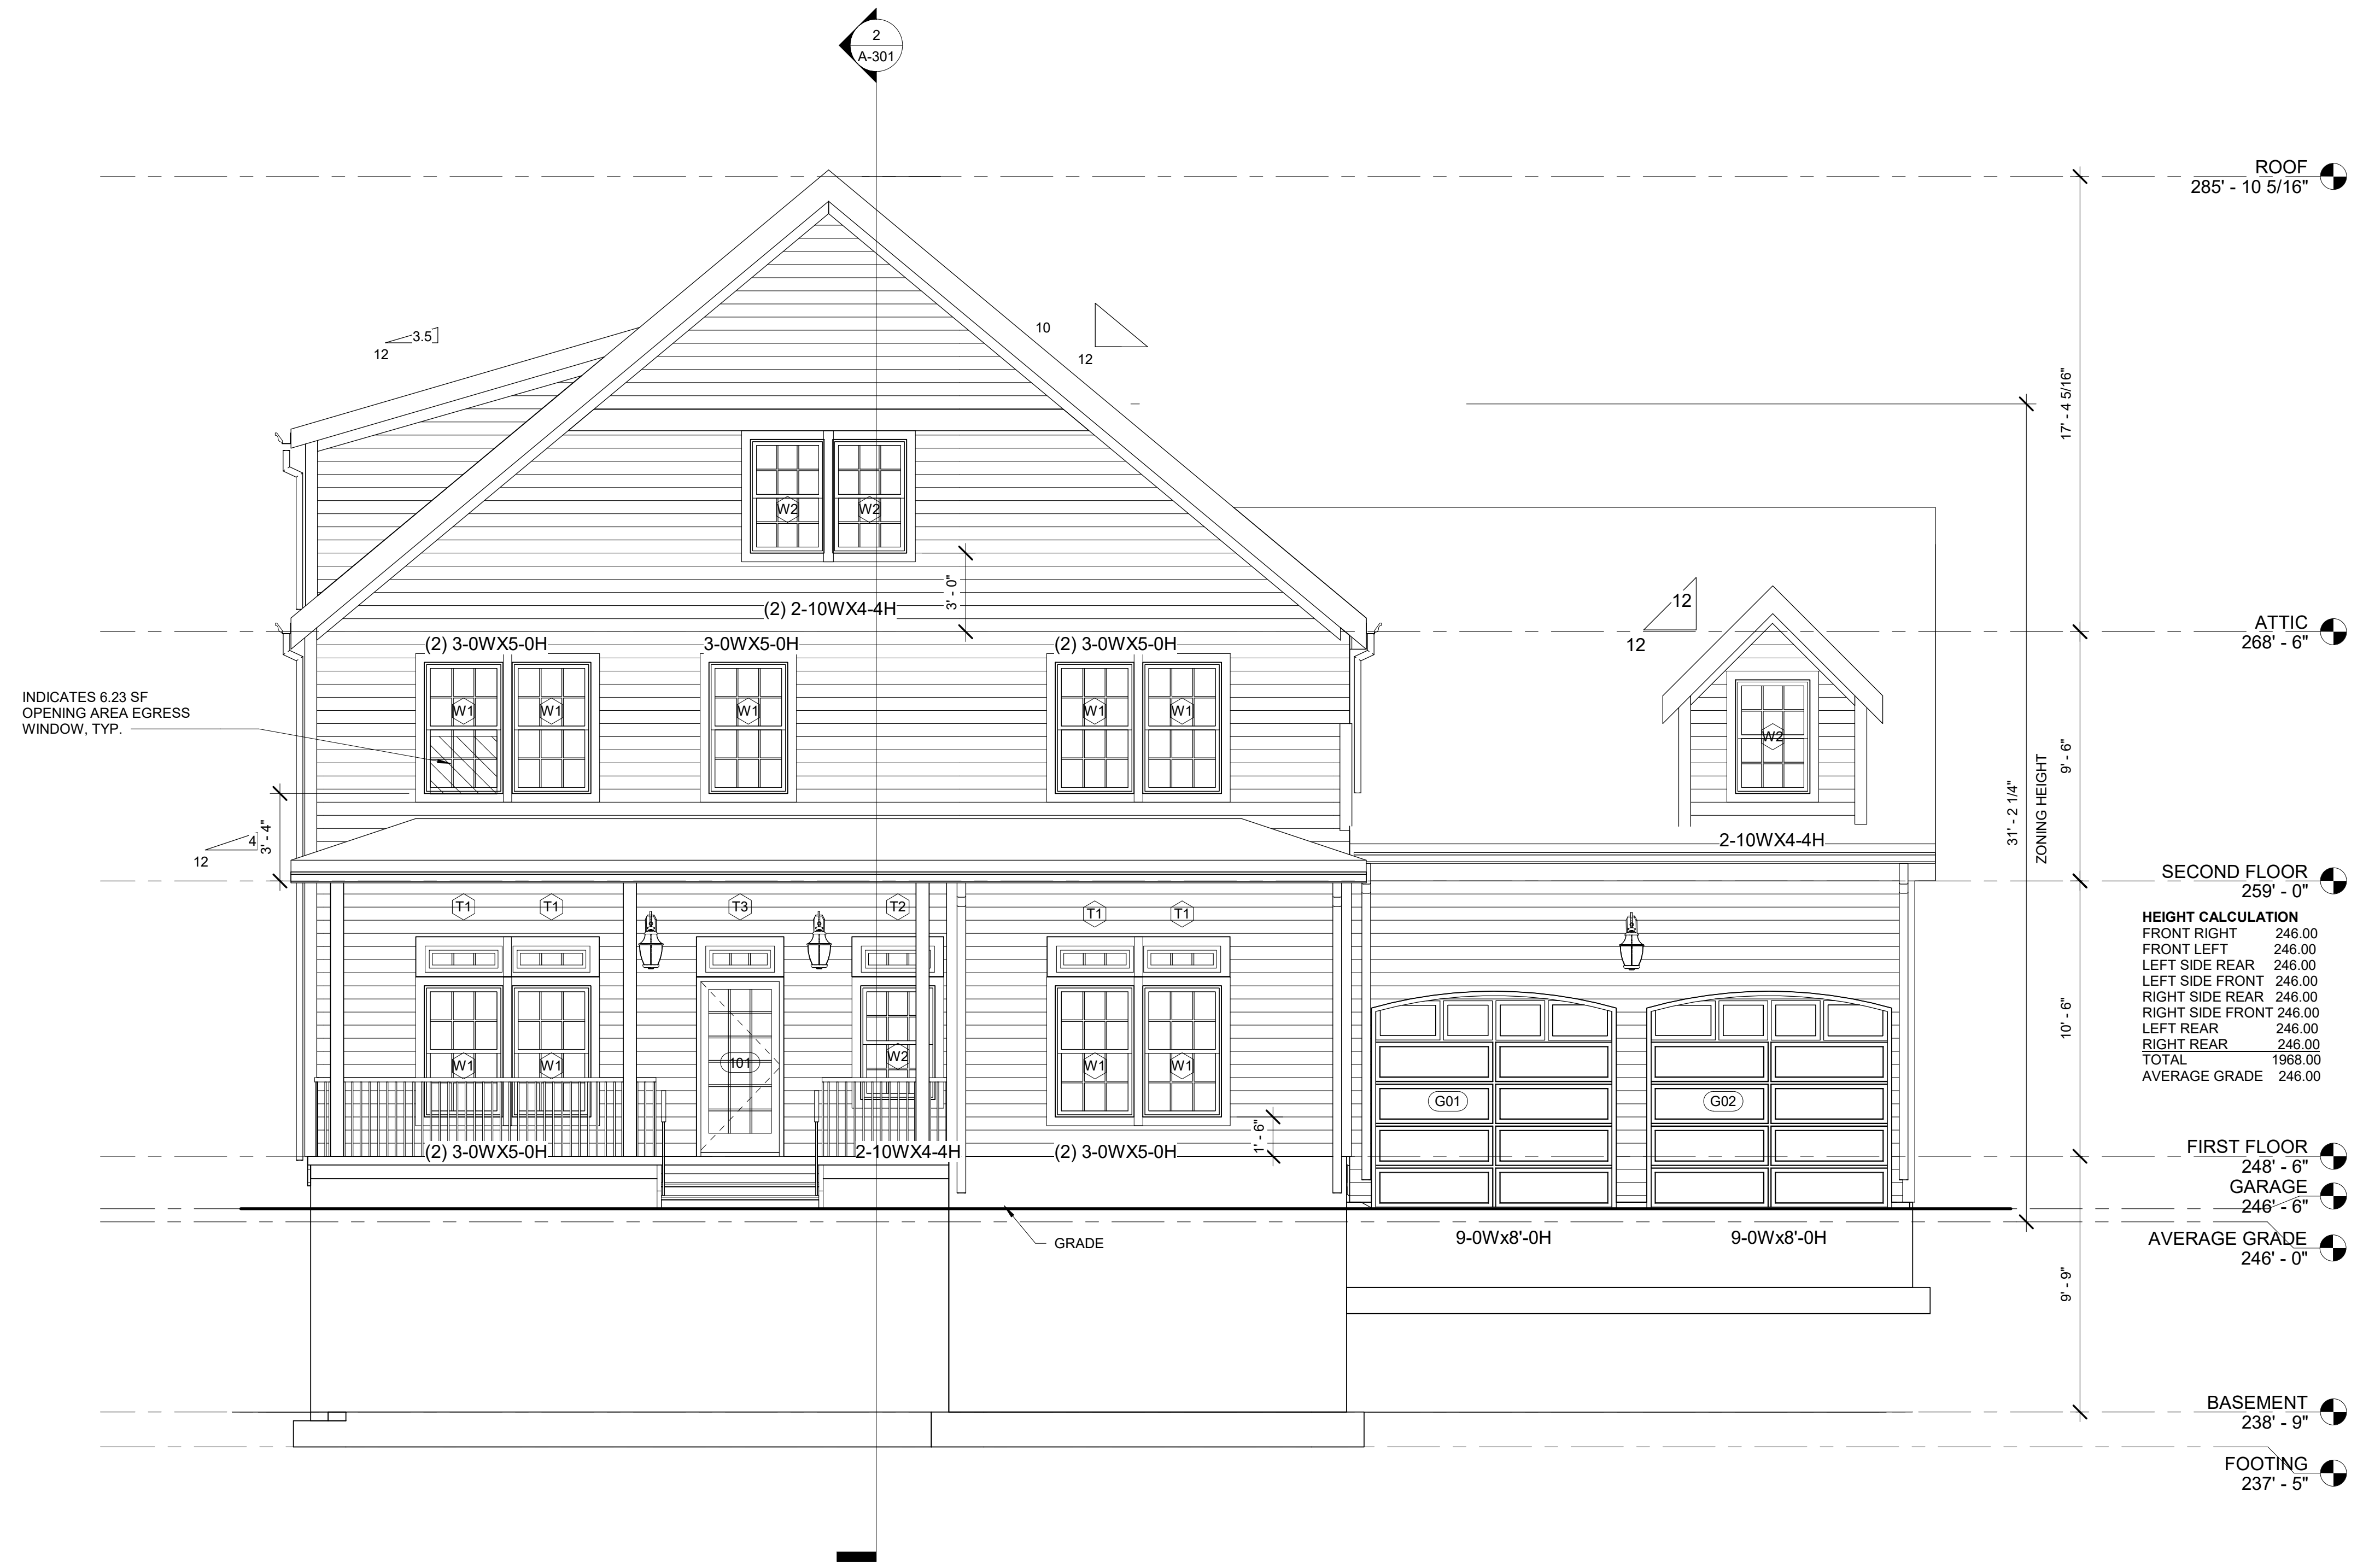 2
A-301
ROOF
285' - 10 5/16"
3.5
12
10
12
17' - 4 5/16"
W2
W2
3' - 0"
(2) 2-10WX4-4H
12
12
ATTIC
268' - 6"
(2) 3-0WX5-0H
3-0WX5-0H
(2) 3-0WX5-0H
INDICATES 6.23 SF
OPENING AREA EGRESS
WINDOW, TYP.
W1
W1
W1
W1
W1
W2
9' - 6"
31' - 2 1/4"
ZONING HEIGHT
4
12
3' - 4"
2-10WX4-4H
SECOND FLOOR
259' - 0"
T1
T1
T3
T2
T1
T1
HEIGHT CALCULATION
FRONT RIGHT 246.00
FRONT LEFT 246.00
LEFT SIDE REAR 246.00
LEFT SIDE FRONT 246.00
RIGHT SIDE REAR 246.00
RIGHT SIDE FRONT 246.00
LEFT REAR 246.00
RIGHT REAR 246.00
TOTAL 1968.00
AVERAGE GRADE 246.00
10' - 6"
W1
W1
101
W2
W1
W1
G01
G02
1' - 6"
(2) 3-0WX5-0H
2-10WX4-4H
(2) 3-0WX5-0H
FIRST FLOOR
248' - 6"
GARAGE
246' - 6"
GRADE
9-0Wx8'-0H
9-0Wx8'-0H
AVERAGE GRADE
246' - 0"
9' - 9"
BASEMENT
238' - 9"
FOOTING
237' - 5"